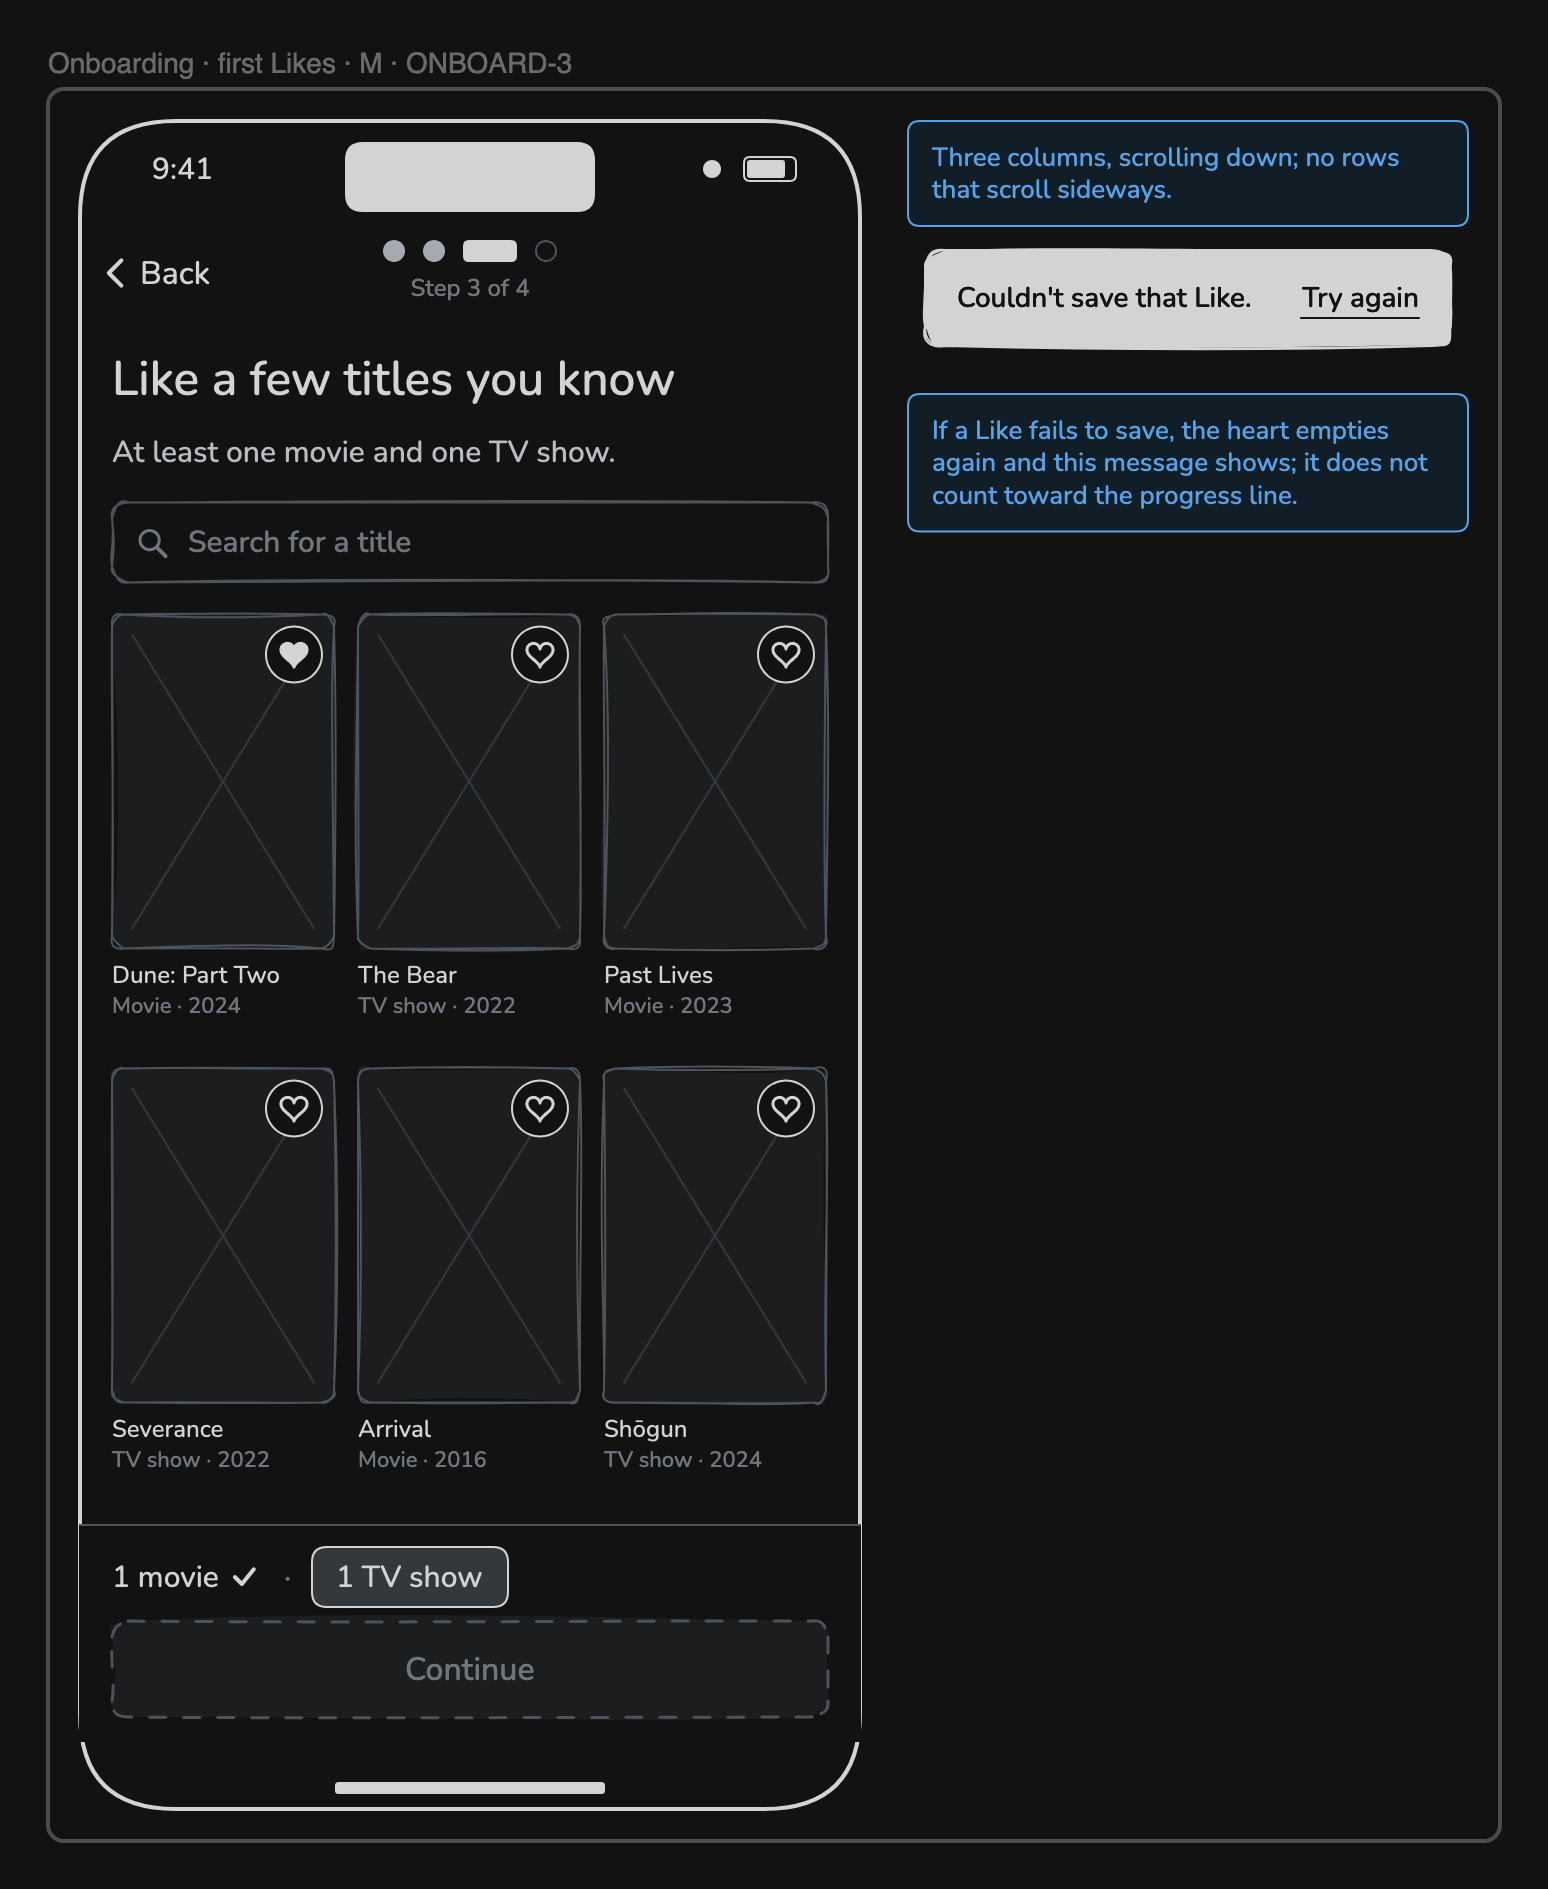 Onboarding · first Likes · M · ONBOARD-3
9:41
Back
Step 3 of 4
Like a few titles you know
At least one movie and one TV show.
Search for a title
Dune: Part Two
Movie · 2024
The Bear
TV show · 2022
Past Lives
Movie · 2023
Severance
TV show · 2022
Arrival
Movie · 2016
Shōgun
TV show · 2024
1 movie · 1 TV show
Continue
Three columns, scrolling down; no rows
that scroll sideways.
Couldn't save that Like. Try again
If a Like fails to save, the heart empties
again and this message shows; it does not
count toward the progress line.